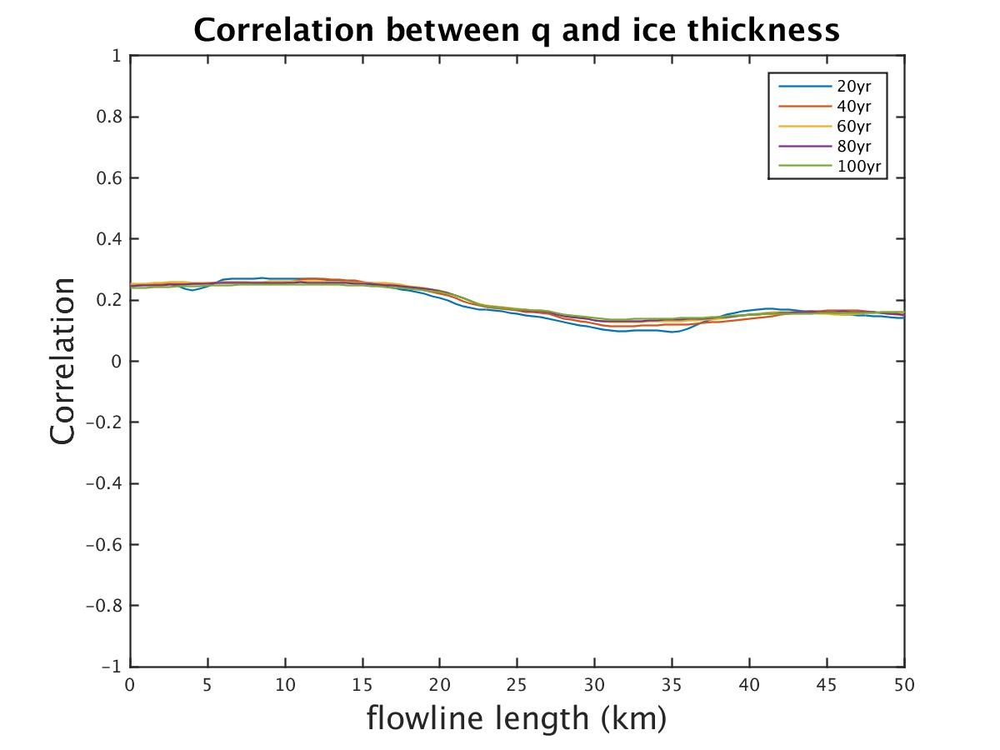 Correlation between q and ice thickness
1
0.8
0.6
0.4
0.2
0
−0.2
−0.4
−0.6
−0.8
−1
Correlation
20yr
40yr
60yr
80yr
100yr
0 5 10 15 20 25 30 35 40 45 50
flowline length (km)